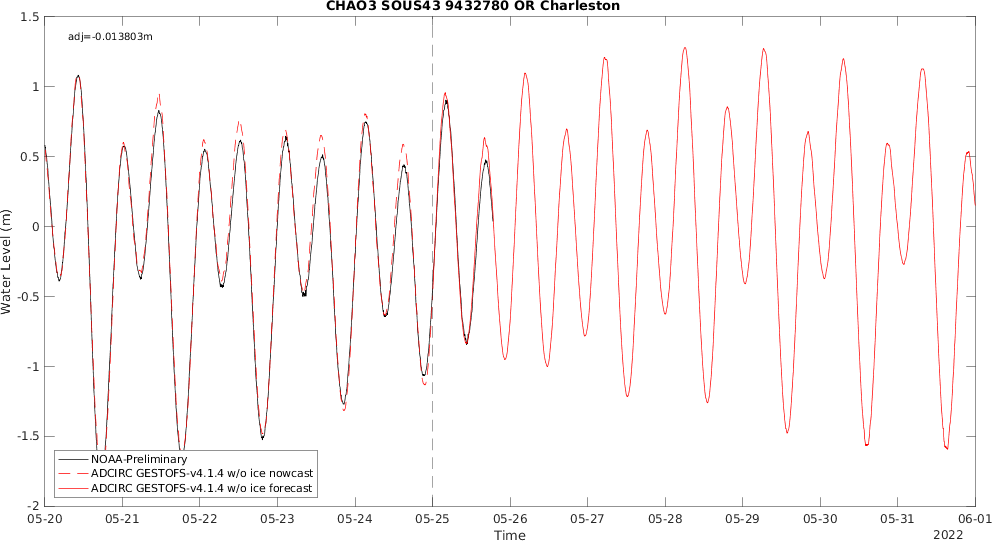 CHAO3 SOUS43 9432780 OR Charleston
adj=-0.013803m
Water Level (m)
1.5
1
0.5
0
-0.5
-1
-1.5
-2
NOAA-Preliminary
ADCIRC GESTOFS-v4.1.4 w/o ice nowcast
ADCIRC GESTOFS-v4.1.4 w/o ice forecast
05-20 05-21 05-22 05-23 05-24 05-25 05-26 05-27 05-28 05-29 05-30 05-31 06-01
Time
2022